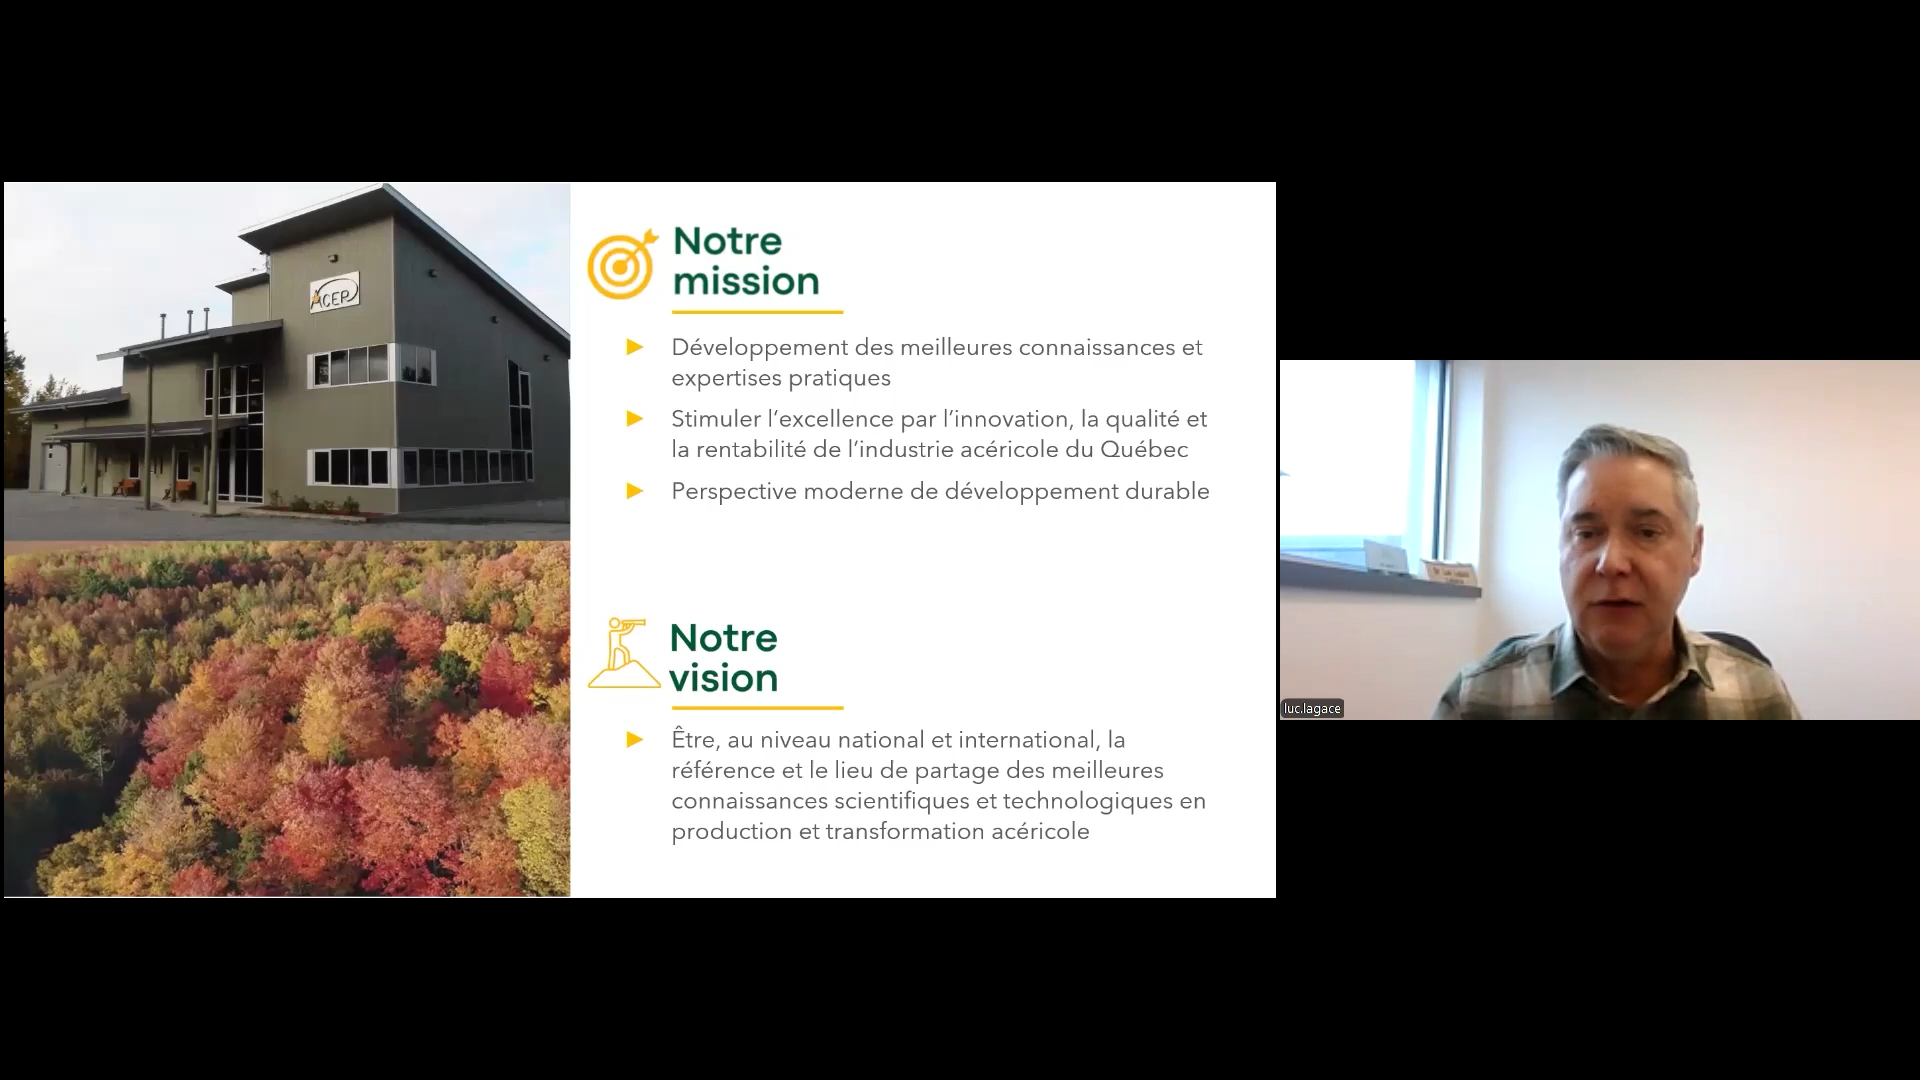 ACER
Notre
mission
Développement des meilleures connaissances et
expertises pratiques
Stimuler l’excellence par l’innovation, la qualité et
la rentabilité de l’industrie acéricole du Québec
Perspective moderne de développement durable
Notre
vision
Être, au niveau national et international, la
référence et le lieu de partage des meilleures
connaissances scientifiques et technologiques en
production et transformation acéricole
luc.lagace